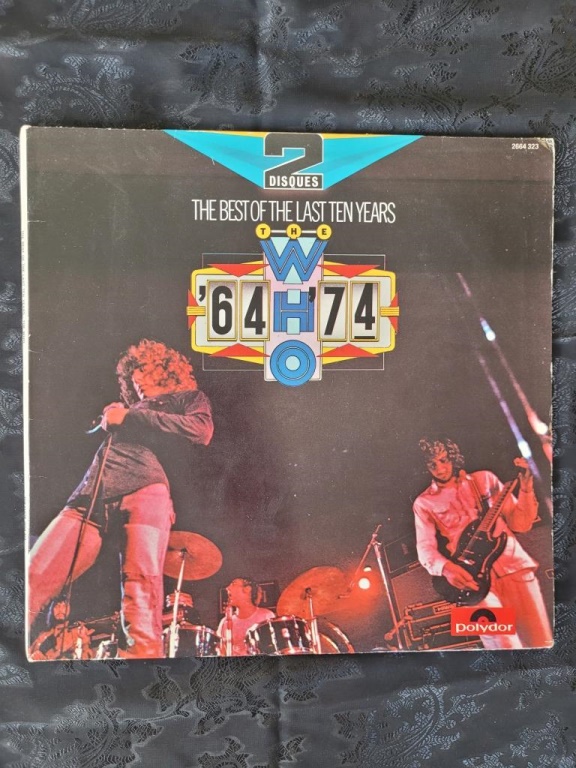 2
DISQUES
2664 223
THE BEST OF THE LAST TEN YEARS
THE
WHO
'64 '74
polydor